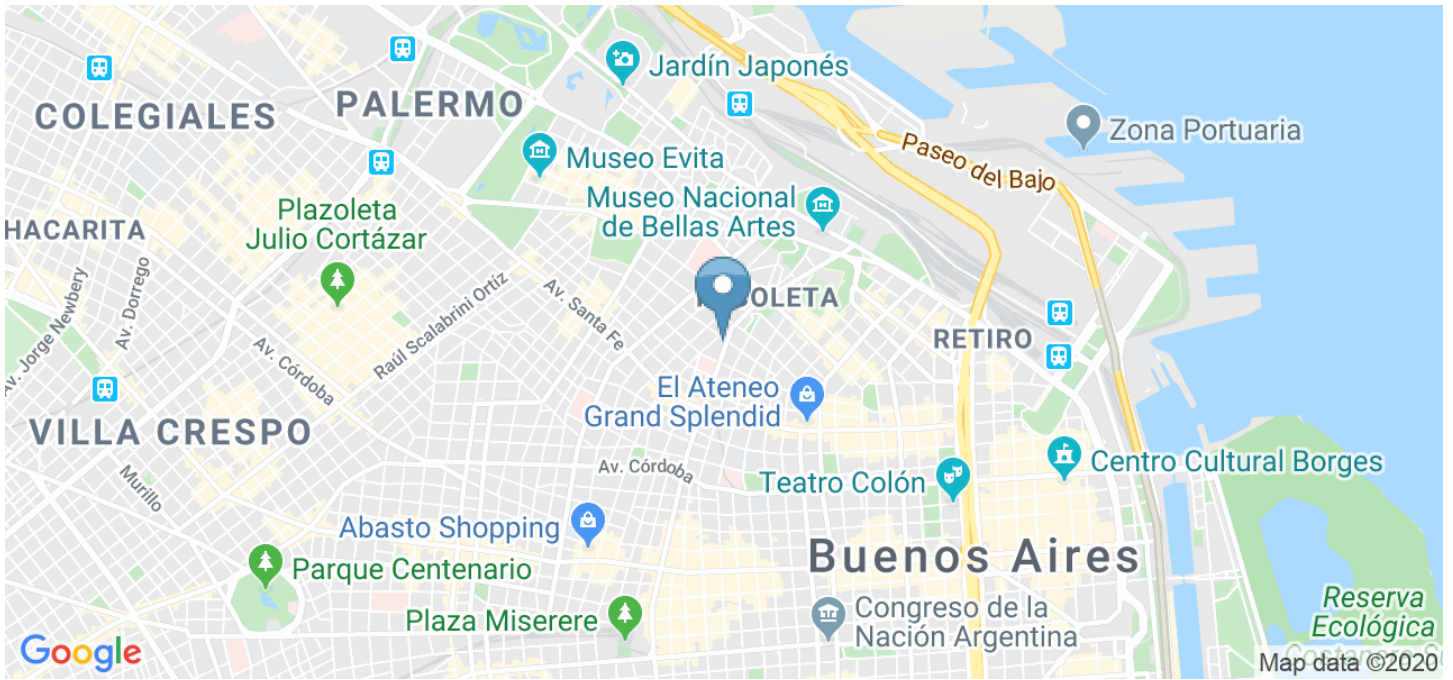 Jardín Japonés
PALERMO
COLEGIALES
Zona Portuaria
Paseo del Bajo
Museo Evita
Museo Nacional
de Bellas Artes
Plazoleta
Julio Cortázar
HACARITA
Av. Jorge Newbery
Av. Dorrego
Raúl Scalabrini Ortíz
Av. Santa Fe
OLETA
RETIRO
Av. Córdoba
El Ateneo
Grand Splendid
VILLA CRESPO
Murillo
Av. Córdoba
Teatro Colón
Centro Cultural Borges
Abasto Shopping
Buenos Aires
Parque Centenario
Plaza Miserere
Congreso de la
Nación Argentina
Reserva
Ecológica
Google
Map data ©2020